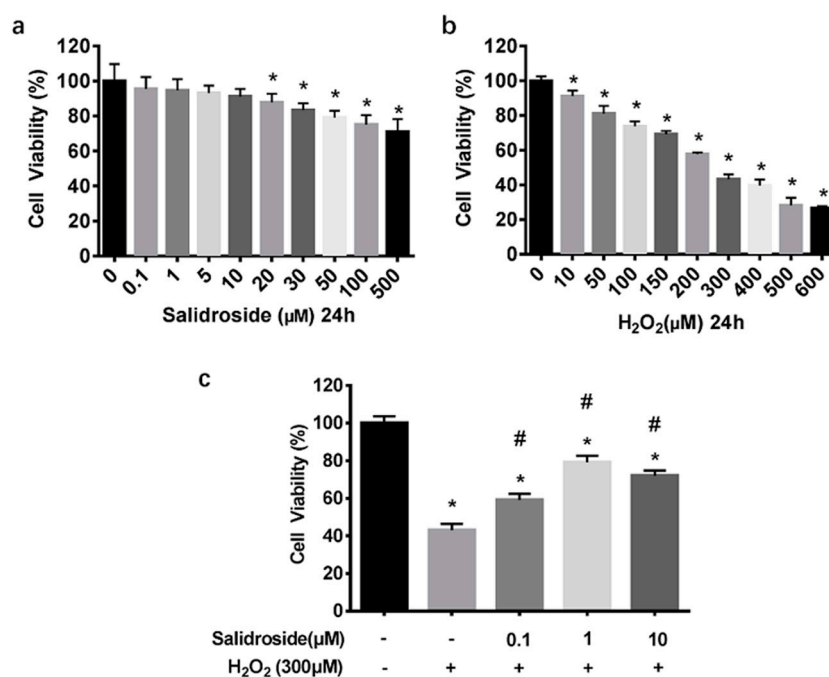 a
120
100
80
60
40
20
0
Cell Viability (%)
* * * * *
0 0.1 1 5 10 20 30 50 100 500
Salidroside (μM) 24h
b
120
100
80
60
40
20
0
Cell Viability (%)
* * * * * * * * *
0 10 50 100 150 200 300 400 500 600
H₂O₂(μM) 24h
c
120
100
80
60
40
20
0
Cell Viability (%)
# # #
* * * *
Salidroside(μM) - - 0.1 1 10
H₂O₂ (300μM) - + + + +